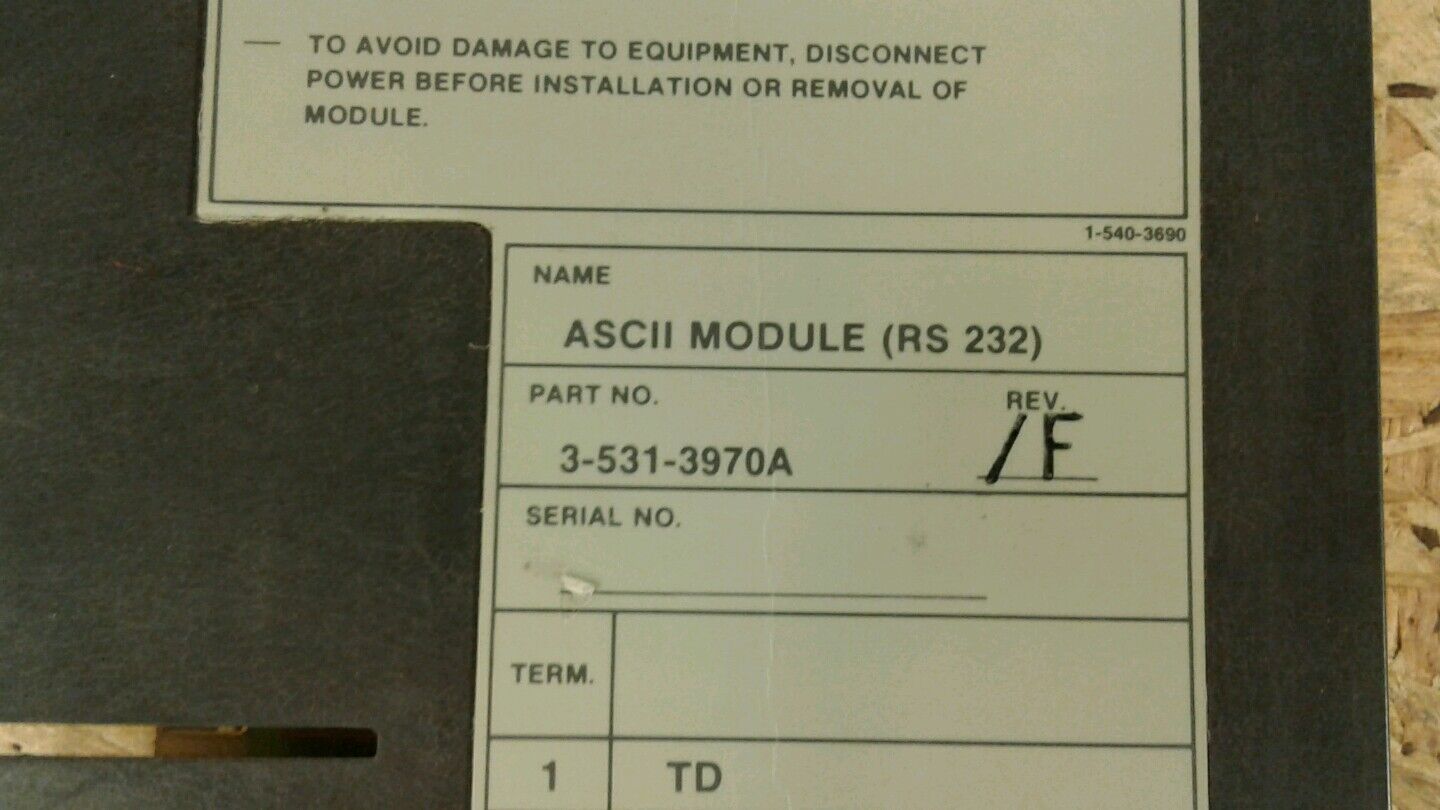 — TO AVOID DAMAGE TO EQUIPMENT, DISCONNECT
POWER BEFORE INSTALLATION OR REMOVAL OF
MODULE.
1-540-3690
NAME
ASCII MODULE (RS 232)
PART NO.
REV.
3-531-3970A
/F
SERIAL NO.
TERM.
1 TD